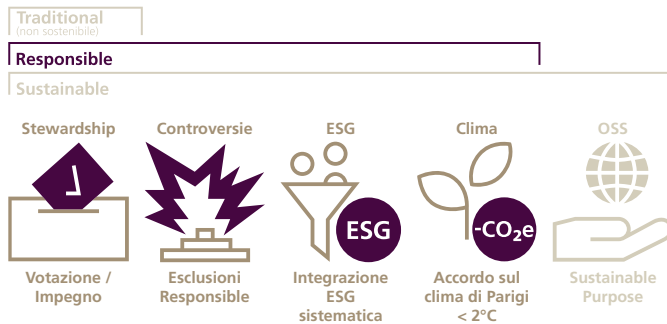 Traditional
(non sostenibile)
Responsible
Sustainable
Stewardship
Controversie
ESG
Clima
OSS
ESG
-CO₂e
Votazione /
Impegno
Esclusioni
Responsible
Integrazione
ESG
sistematica
Accordo sul
clima di Parigi
< 2°C
Sustainable
Purpose